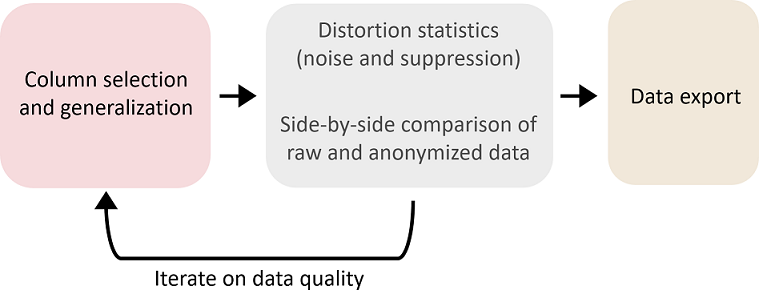 Column selection
and generalization
Distortion statistics
(noise and suppression)
Side-by-side comparison of
raw and anonymized data
Data export
Iterate on data quality